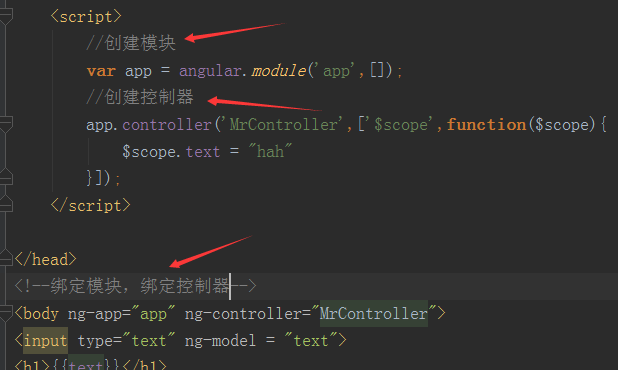 <script>
//创建模块
var app = angular.module('app',[]);
//创建控制器
app.controller('MrController',['$scope',function($scope){
$scope.text = "hah"
}]);
</script>
</head>
<!--绑定模块，绑定控制器-->
<body ng-app="app" ng-controller="MrController">
<input type="text" ng-model = "text">
<h1>{{text}}</h1>